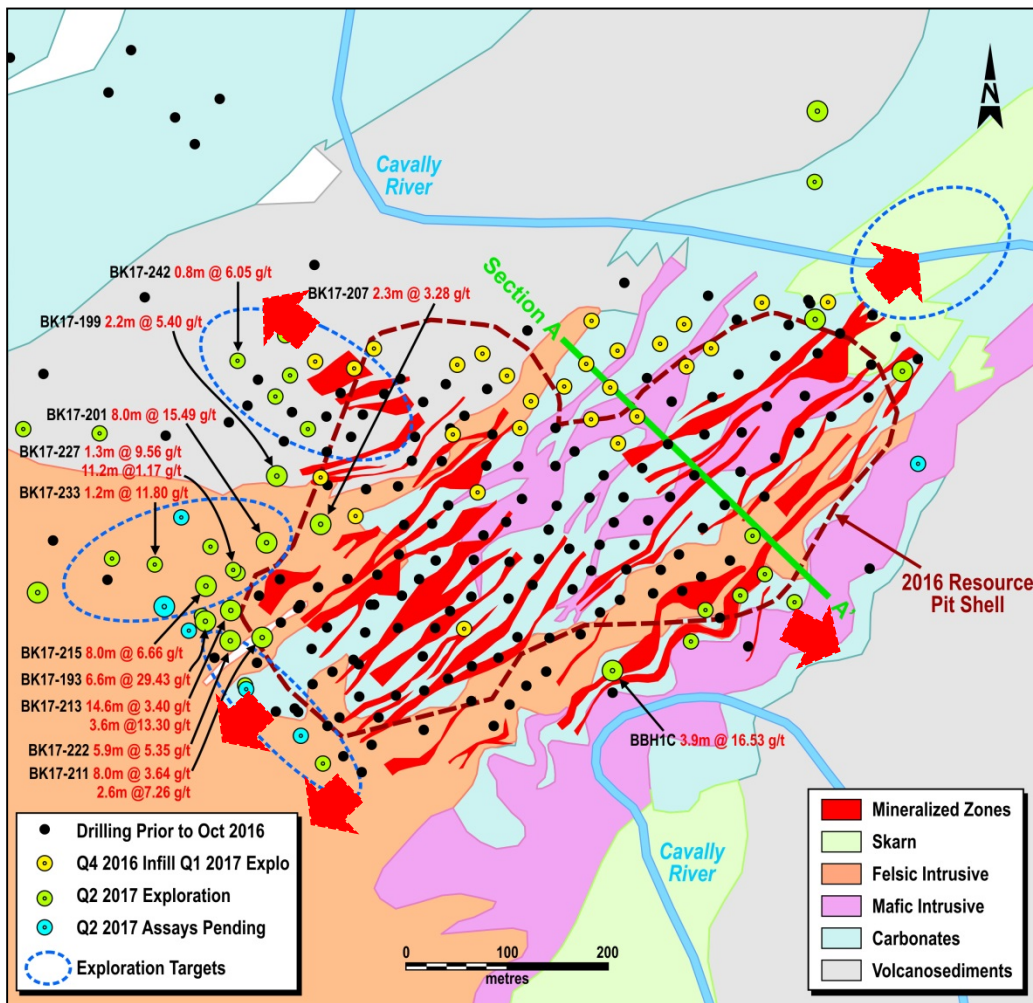 N
Cavally
River
Section A
BK17-242 0.8m @ 6.05 g/t
BK17-207 2.3m @ 3.28 g/t
BK17-199 2.2m @ 5.40 g/t
BK17-201 8.0m @ 15.49 g/t
BK17-227 1.3m @ 9.56 g/t
11.2m @1.17 g/t
BK17-233 1.2m @ 11.80 g/t
2016 Resource
Pit Shell
A'
BK17-215 8.0m @ 6.66 g/t
BK17-193 6.6m @ 29.43 g/t
BK17-213 14.6m @ 3.40 g/t
3.6m @13.30 g/t
BK17-222 5.9m @ 5.35 g/t
BK17-211 8.0m @ 3.64 g/t
2.6m @7.26 g/t
BBH1C 3.9m @ 16.53 g/t
Cavally
River
Drilling Prior to Oct 2016
Q4 2016 Infill Q1 2017 Explo
Q2 2017 Exploration
Q2 2017 Assays Pending
Exploration Targets
0 100 200
metres
Mineralized Zones
Skarn
Felsic Intrusive
Mafic Intrusive
Carbonates
Volcanosediments